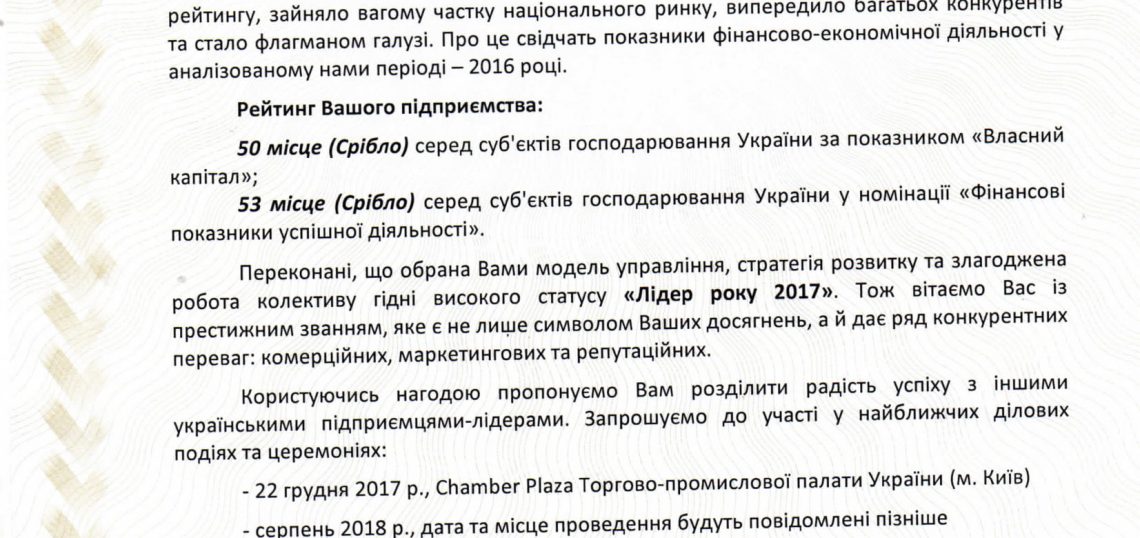 рейтингу, зайняло вагому частку національного ринку, випередило багатьох конкурентів
та стало флагманом галузі. Про це свідчать показники фінансово-економічної діяльності у
аналізованому нами періоді – 2016 році.
Рейтинг Вашого підприємства:
50 місце (Срібло) серед суб'єктів господарювання України за показником «Власний
капітал»;
53 місце (Срібло) серед суб'єктів господарювання України у номінації «Фінансові
показники успішної діяльності».
Переконані, що обрана Вами модель управління, стратегія розвитку та злагоджена
робота колективу гідні високого статусу «Лідер року 2017». Тож вітаємо Вас із
престижним званням, яке є не лише символом Ваших досягнень, а й дає ряд конкурентних
переваг: комерційних, маркетингових та репутаційних.
Користуючись нагодою пропонуємо Вам розділити радість успіху з іншими
українськими підприємцями-лідерами. Запрошуємо до участі у найближчих ділових
подіях та церемоніях:
- 22 грудня 2017 р., Chamber Plaza Торгово-промислової палати України (м. Київ)
- серпень 2018 р., дата та місце проведення будуть повідомлені пізніше